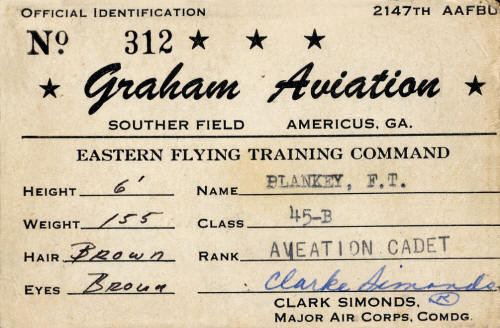 OFFICIAL IDENTIFICATION 2147TH AAFBU
No 312 ★ ★ ★
★ Graham Aviation ★
SOUTHER FIELD AMERICUS, GA.
EASTERN FLYING TRAINING COMMAND
HEIGHT 6' NAME BLANKEY, F.T.
WEIGHT 155 CLASS 45-B
HAIR BROWN RANK AVEATION CADET
EYES Brown Clarke Simonds
CLARK SIMONDS, R
MAJOR AIR CORPS, COMDG.